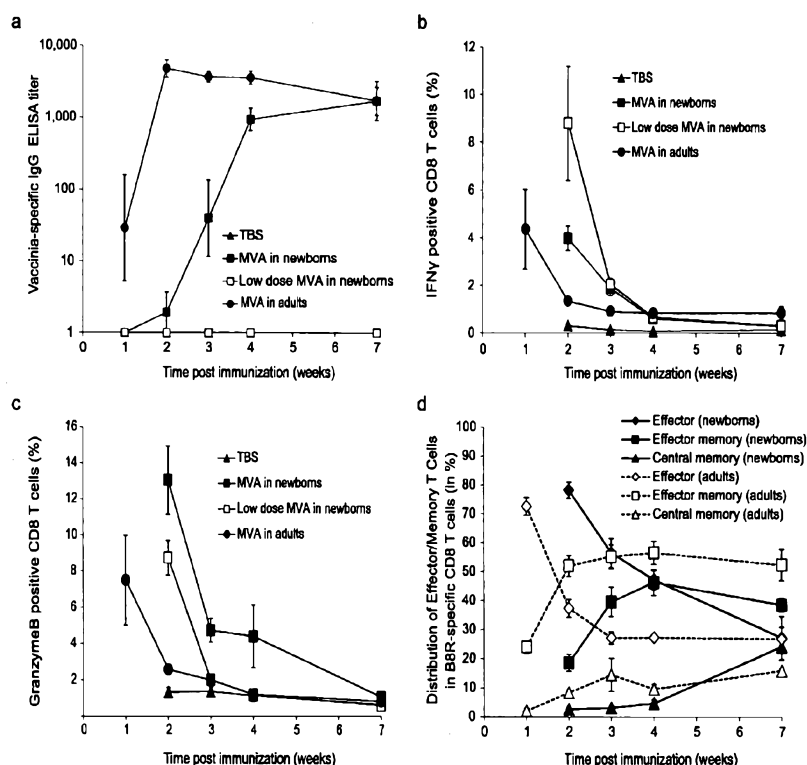 a
Vaccinia-specific IgG ELISA titer
10,000
1,000
100
10
1
1 2 3 4 5 6 7
Time post immunization (weeks)
TBS
MVA in newborns
Low dose MVA in newborns
MVA in adults
b
IFNγ positive CD8 T cells (%)
12
10
8
6
4
2
0
0 1 2 3 4 5 6 7
Time post immunization (weeks)
TBS
MVA in newborns
Low dose MVA in newborns
MVA in adults
c
GranzymeB positive CD8 T cells (%)
16
14
12
10
8
6
4
2
0 1 2 3 4 5 6 7
Time post immunization (weeks)
TBS
MVA in newborns
Low dose MVA in newborns
MVA in adults
d
Distribution of Effector/Memory T Cells
in B8R-specific CD8 T cells (in %)
100
90
80
70
60
50
40
30
20
10
0
0 1 2 3 4 5 6 7
Time post immunization (weeks)
Effector (newborns)
Effector memory (newborns)
Central memory (newborns)
Effector (adults)
Effector memory (adults)
Central memory (adults)